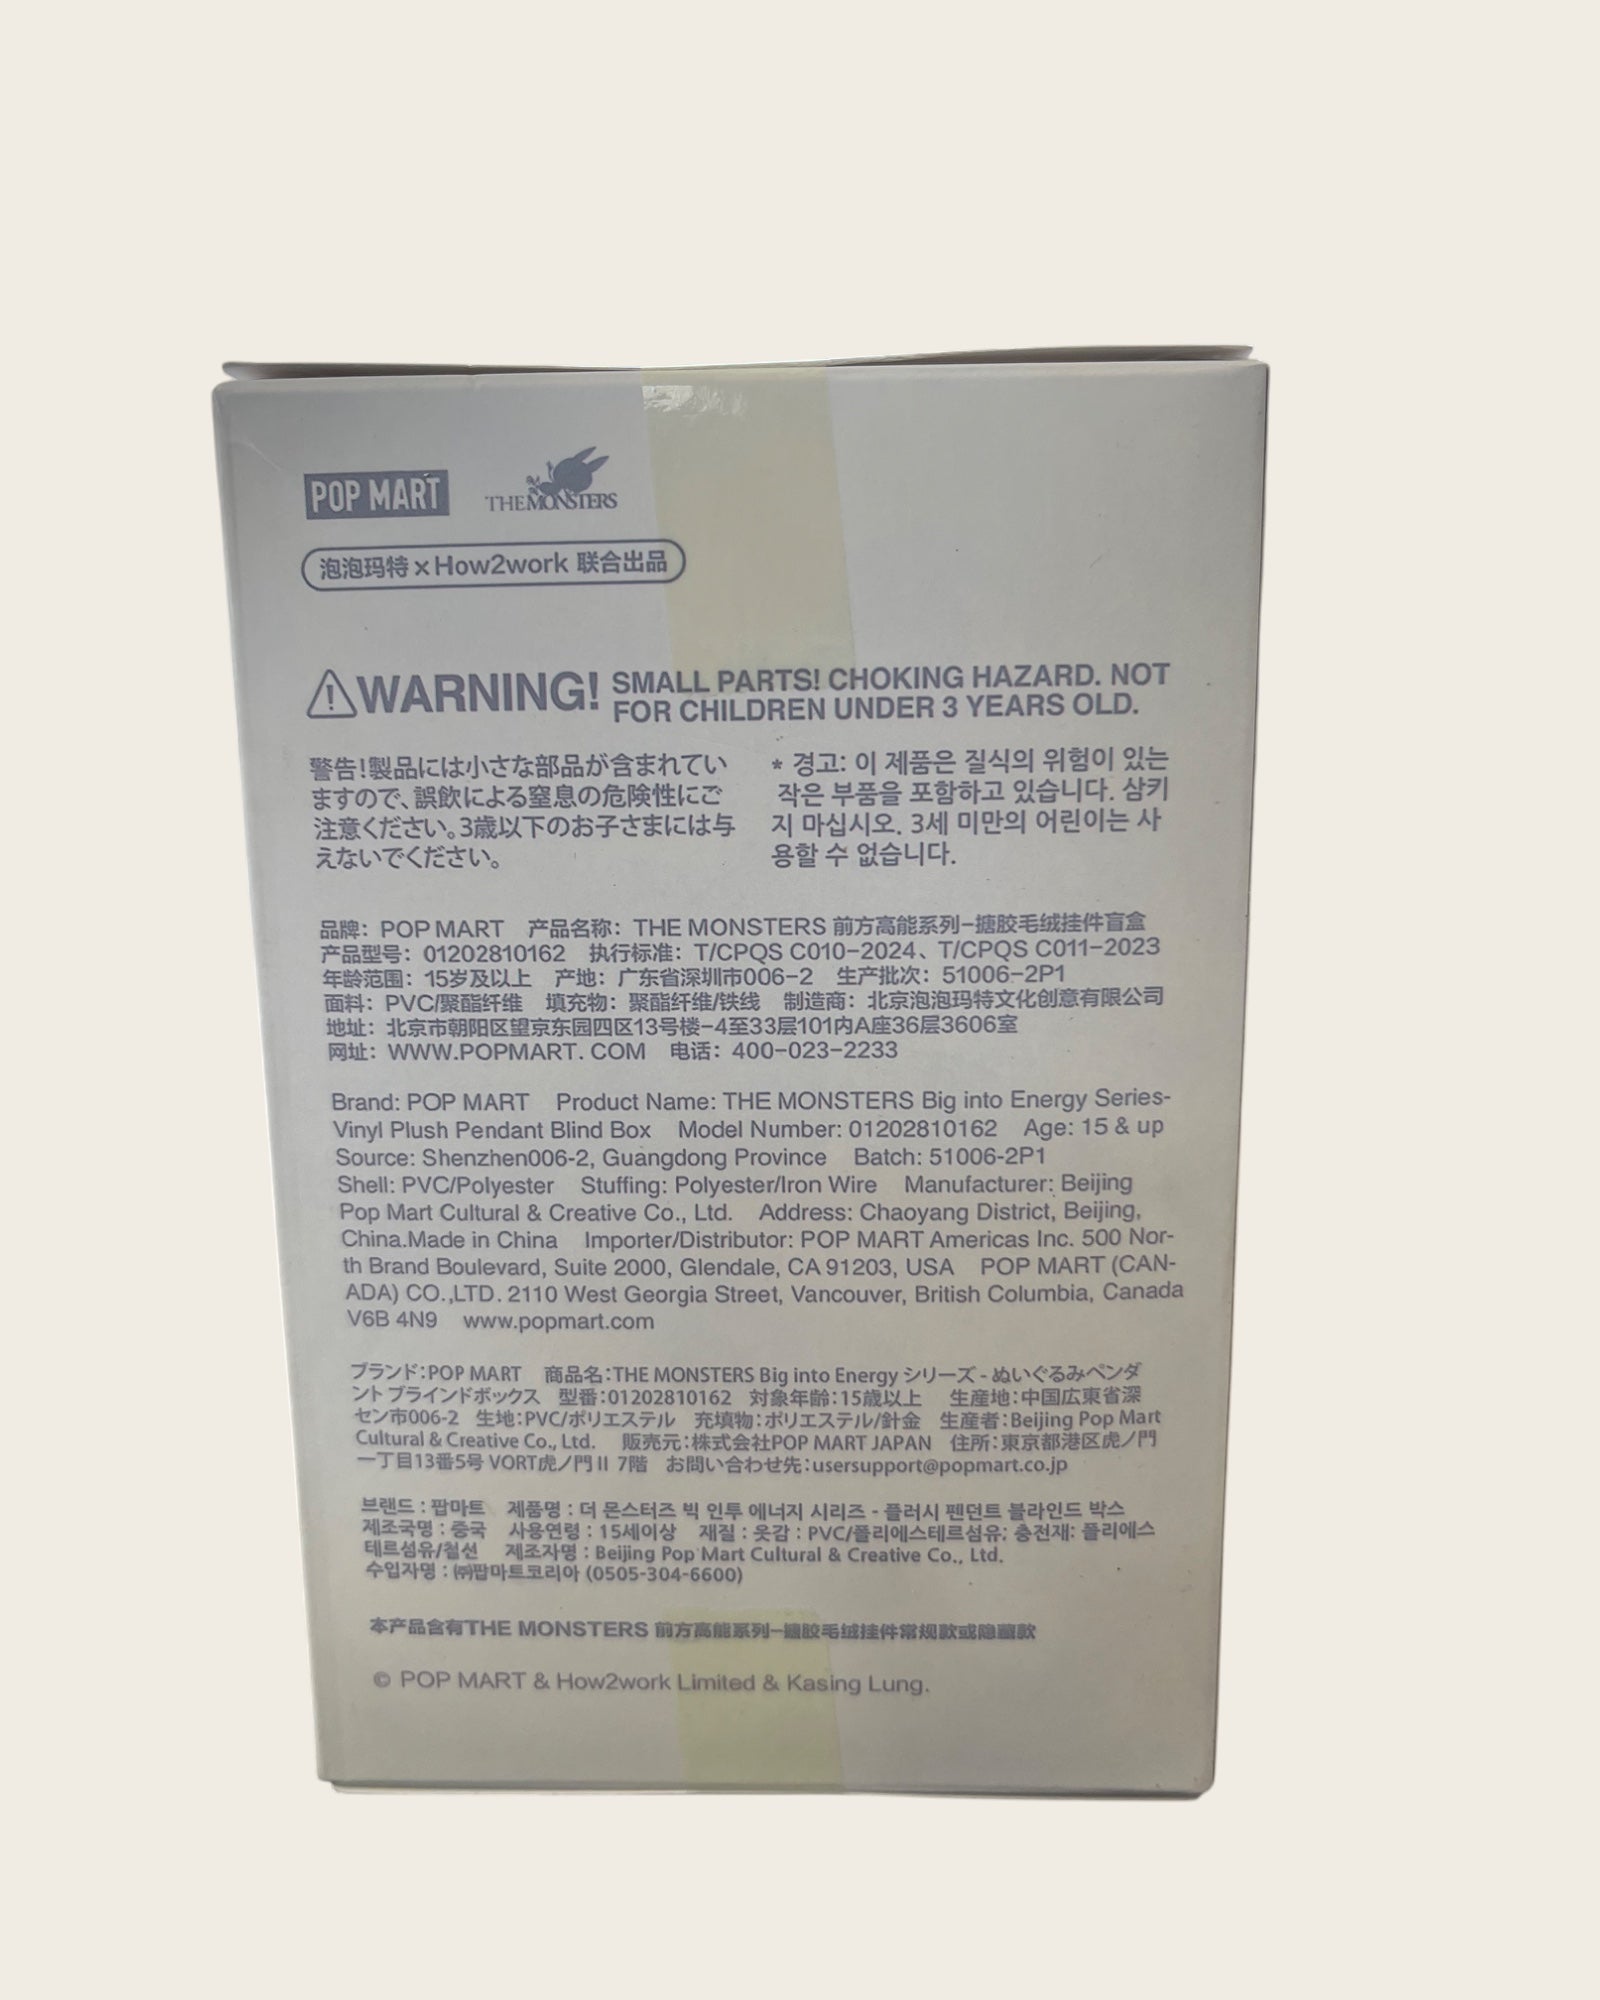 POP MART
THE MONSTERS
泡泡玛特 x How2work 联合出品
WARNING! SMALL PARTS! CHOKING HAZARD. NOT
FOR CHILDREN UNDER 3 YEARS OLD.
警告!製品には小さな部品が含まれてい
ますので、誤飲による窒息の危険性にご
注意ください。3歳以下のお子さまには与
えないでください。
* 경고: 이 제품은 질식의 위험이 있는
작은 부품을 포함하고 있습니다. 삼키
지 마십시오. 3세 미만의 어린이는 사
용할 수 없습니다.
品牌: POP MART 产品名称: THE MONSTERS 前方高能系列-搪胶毛绒挂件盲盒
产品型号: 01202810162 执行标准: T/CPQS C010-2024、T/CPQS C011-2023
年龄范围: 15岁及以上 产地: 广东省深圳市006-2 生产批次: 51006-2P1
面料: PVC/聚酯纤维 填充物: 聚酯纤维/铁线 制造商: 北京泡泡玛特文化创意有限公司
地址: 北京市朝阳区望京东园四区13号楼-4至33层101内A座36层3606室
网址: WWW.POPMART. COM 电话: 400-023-2233
Brand: POP MART Product Name: THE MONSTERS Big into Energy Series-
Vinyl Plush Pendant Blind Box Model Number: 01202810162 Age: 15 & up
Source: Shenzhen006-2, Guangdong Province Batch: 51006-2P1
Shell: PVC/Polyester Stuffing: Polyester/Iron Wire Manufacturer: Beijing
Pop Mart Cultural & Creative Co., Ltd. Address: Chaoyang District, Beijing,
China.Made in China Importer/Distributor: POP MART Americas Inc. 500 Nor-
th Brand Boulevard, Suite 2000, Glendale, CA 91203, USA POP MART (CAN-
ADA) CO.,LTD. 2110 West Georgia Street, Vancouver, British Columbia, Canada
V6B 4N9 www.popmart.com
ブランド:POP MART 商品名:THE MONSTERS Big into Energy シリーズ - ぬいぐるみペンダ
ント ブラインドボックス 型番:01202810162 対象年齢:15歳以上 生産地:中国広東省深
セン市006-2 生地:PVC/ポリエステル 充填物:ポリエステル/針金 生産者:Beijing Pop Mart
Cultural & Creative Co., Ltd. 販売元:株式会社POP MART JAPAN 住所:東京都港区虎ノ門
一丁目13番5号 VORT虎ノ門 II 7階 お問い合わせ先:usersupport@popmart.co.jp
브랜드 : 팝마트 제품명 : 더 몬스터즈 빅 인투 에너지 시리즈 - 플러시 펜던트 블라인드 박스
제조국명 : 중국 사용연령 : 15세이상 재질 : 옷감 : PVC/폴리에스테르섬유; 충전재: 폴리에스
테르섬유/철선 제조자명 : Beijing Pop Mart Cultural & Creative Co., Ltd.
수입자명 : ㈜팝마트코리아 (0505-304-6600)
本产品含有THE MONSTERS 前方高能系列-搪胶毛绒挂件常规款或隐藏款
© POP MART & How2work Limited & Kasing Lung.